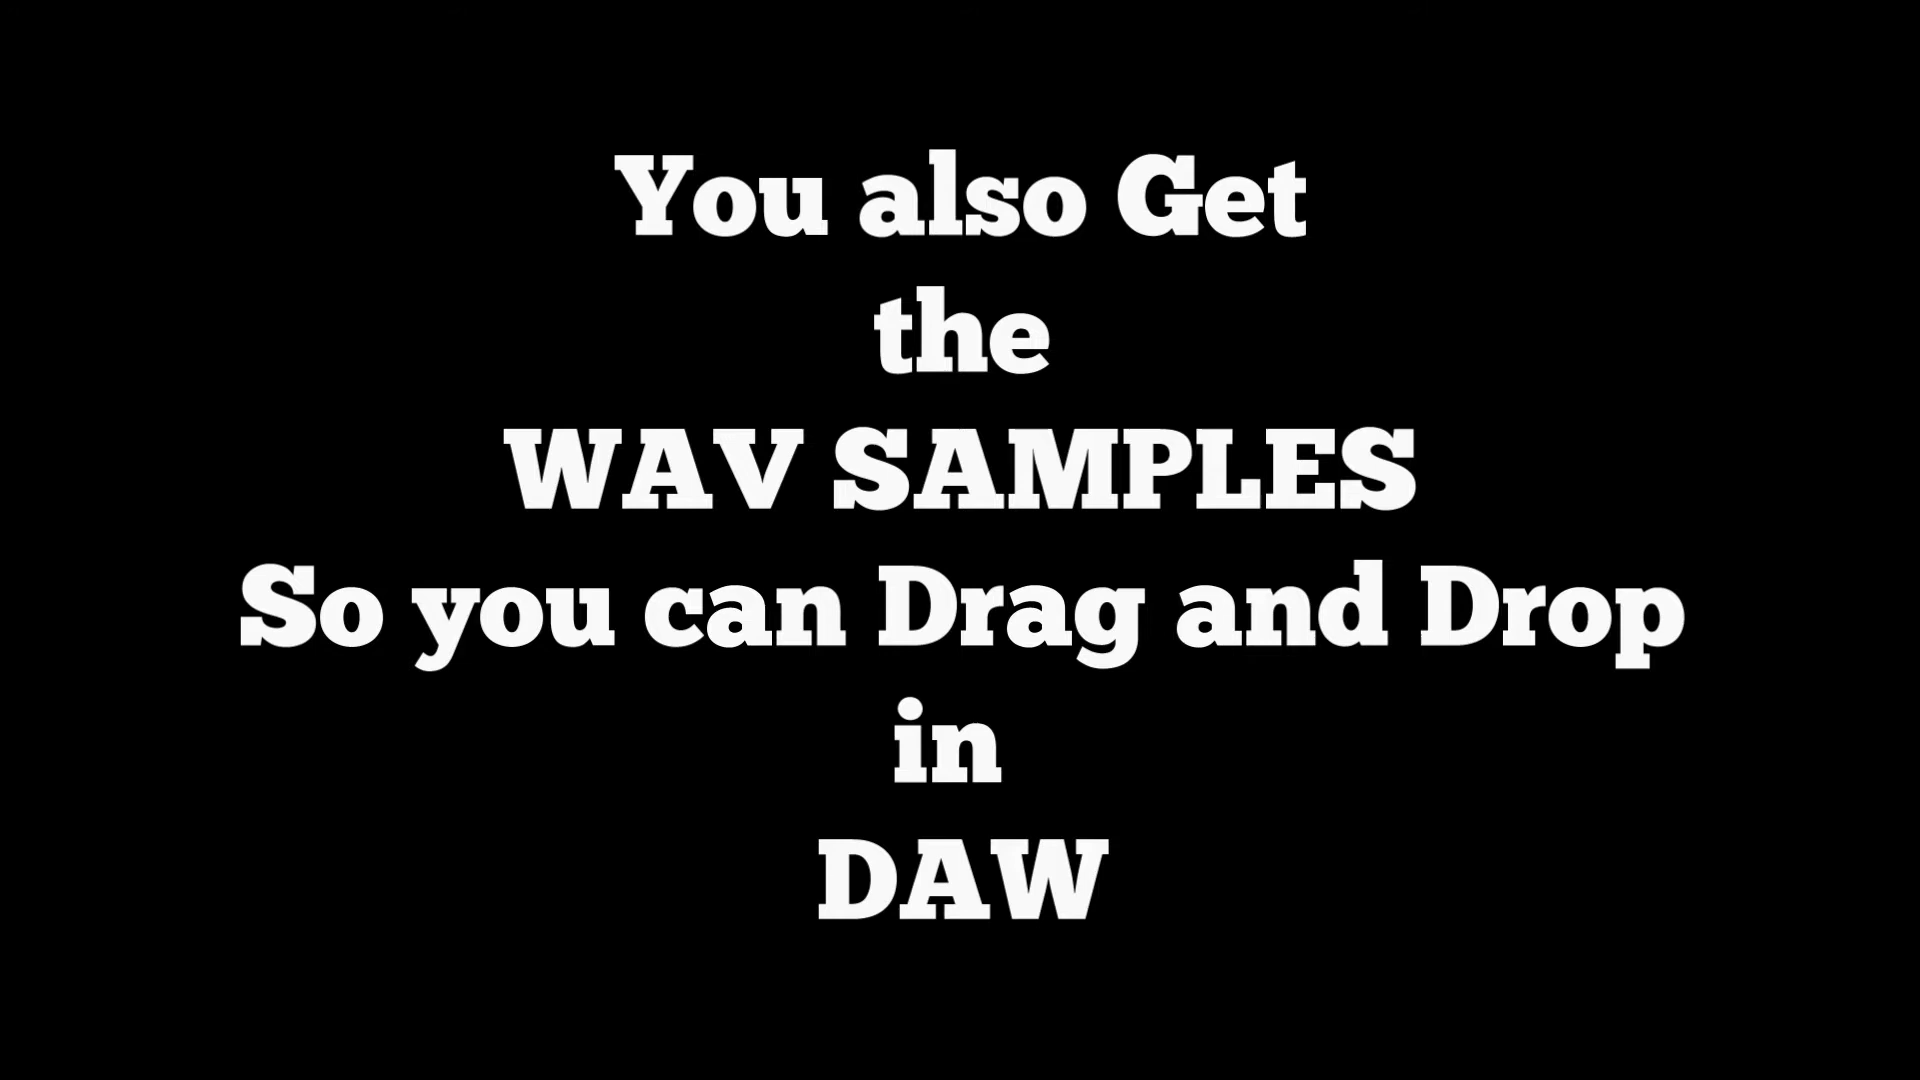 You also Get
the
WAV SAMPLES
So you can Drag and Drop
in
DAW